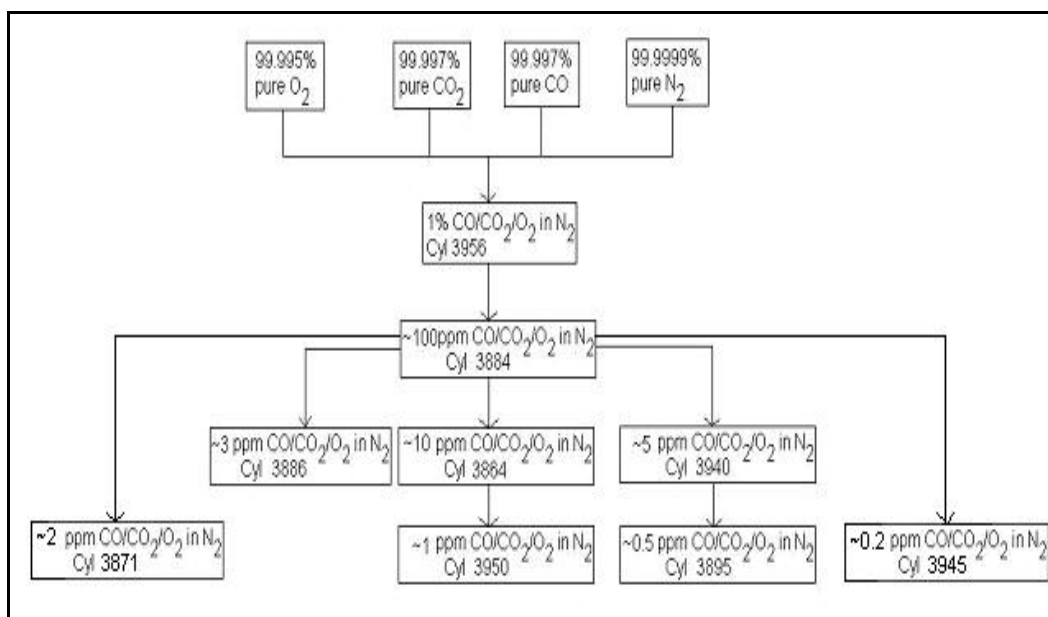 99.995%
pure O2
99.997%
pure CO2
99.997%
pure CO
99.9999%
pure N2
1% CO/CO2/O2 in N2
Cyl 3956
~100ppm CO/CO2/O2 in N2
Cyl 3884
~3 ppm CO/CO2/O2 in N2
Cyl 3886
~10 ppm CO/CO2/O2 in N2
Cyl 3864
~5 ppm CO/CO2/O2 in N2
Cyl 3940
~2 ppm CO/CO2/O2 in N2
Cyl 3871
~1 ppm CO/CO2/O2 in N2
Cyl 3950
~0.5 ppm CO/CO2/O2 in N2
Cyl 3895
~0.2 ppm CO/CO2/O2 in N2
Cyl 3945